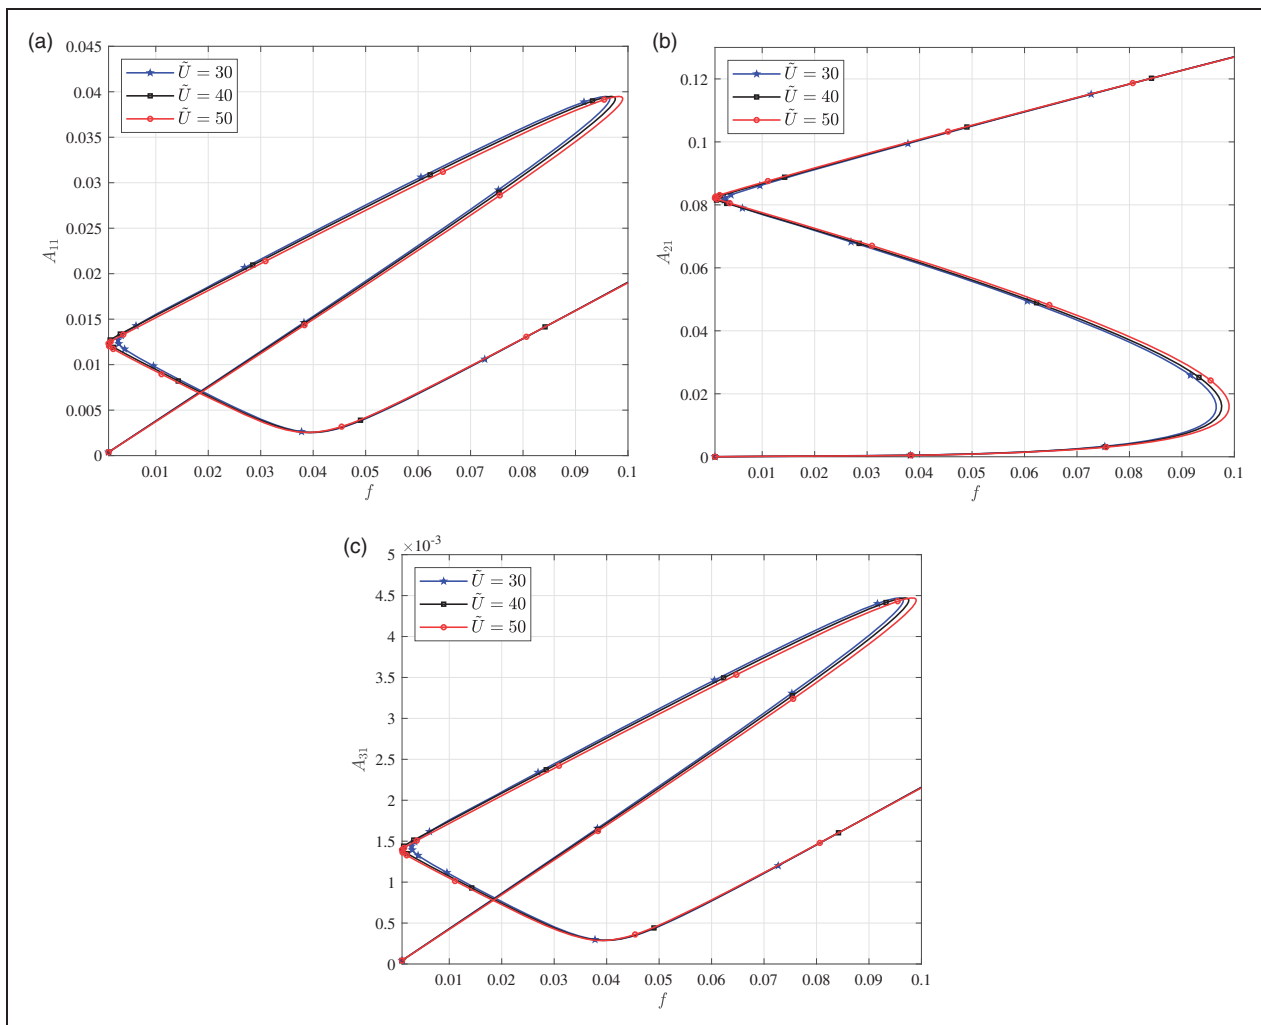 (a)
0.045
0.04
0.035
0.03
0.025
0.02
0.015
0.01
0.005
0
A₁₁
Ũ = 30
Ũ = 40
Ũ = 50
0.01 0.02 0.03 0.04 0.05 0.06 0.07 0.08 0.09 0.1
f
(b)
0.12
0.1
0.08
0.06
0.04
0.02
0
A₂₁
Ũ = 30
Ũ = 40
Ũ = 50
0.01 0.02 0.03 0.04 0.05 0.06 0.07 0.08 0.09 0.1
f
(c)
×10⁻³
5
4.5
4
3.5
3
2.5
2
1.5
1
0.5
0
A₃₁
Ũ = 30
Ũ = 40
Ũ = 50
0.01 0.02 0.03 0.04 0.05 0.06 0.07 0.08 0.09 0.1
f